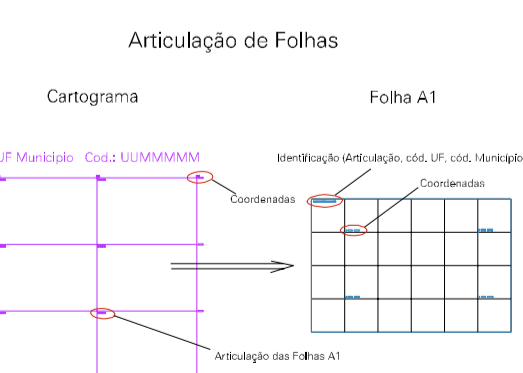 Articulação de Folhas
Cartograma
Folha A1
UF Municipio Cod.: UUMMMMM
Identificação (Articulação, cód. UF, cód. Município
Coordenadas
Coordenadas
Articulação das Folhas A1